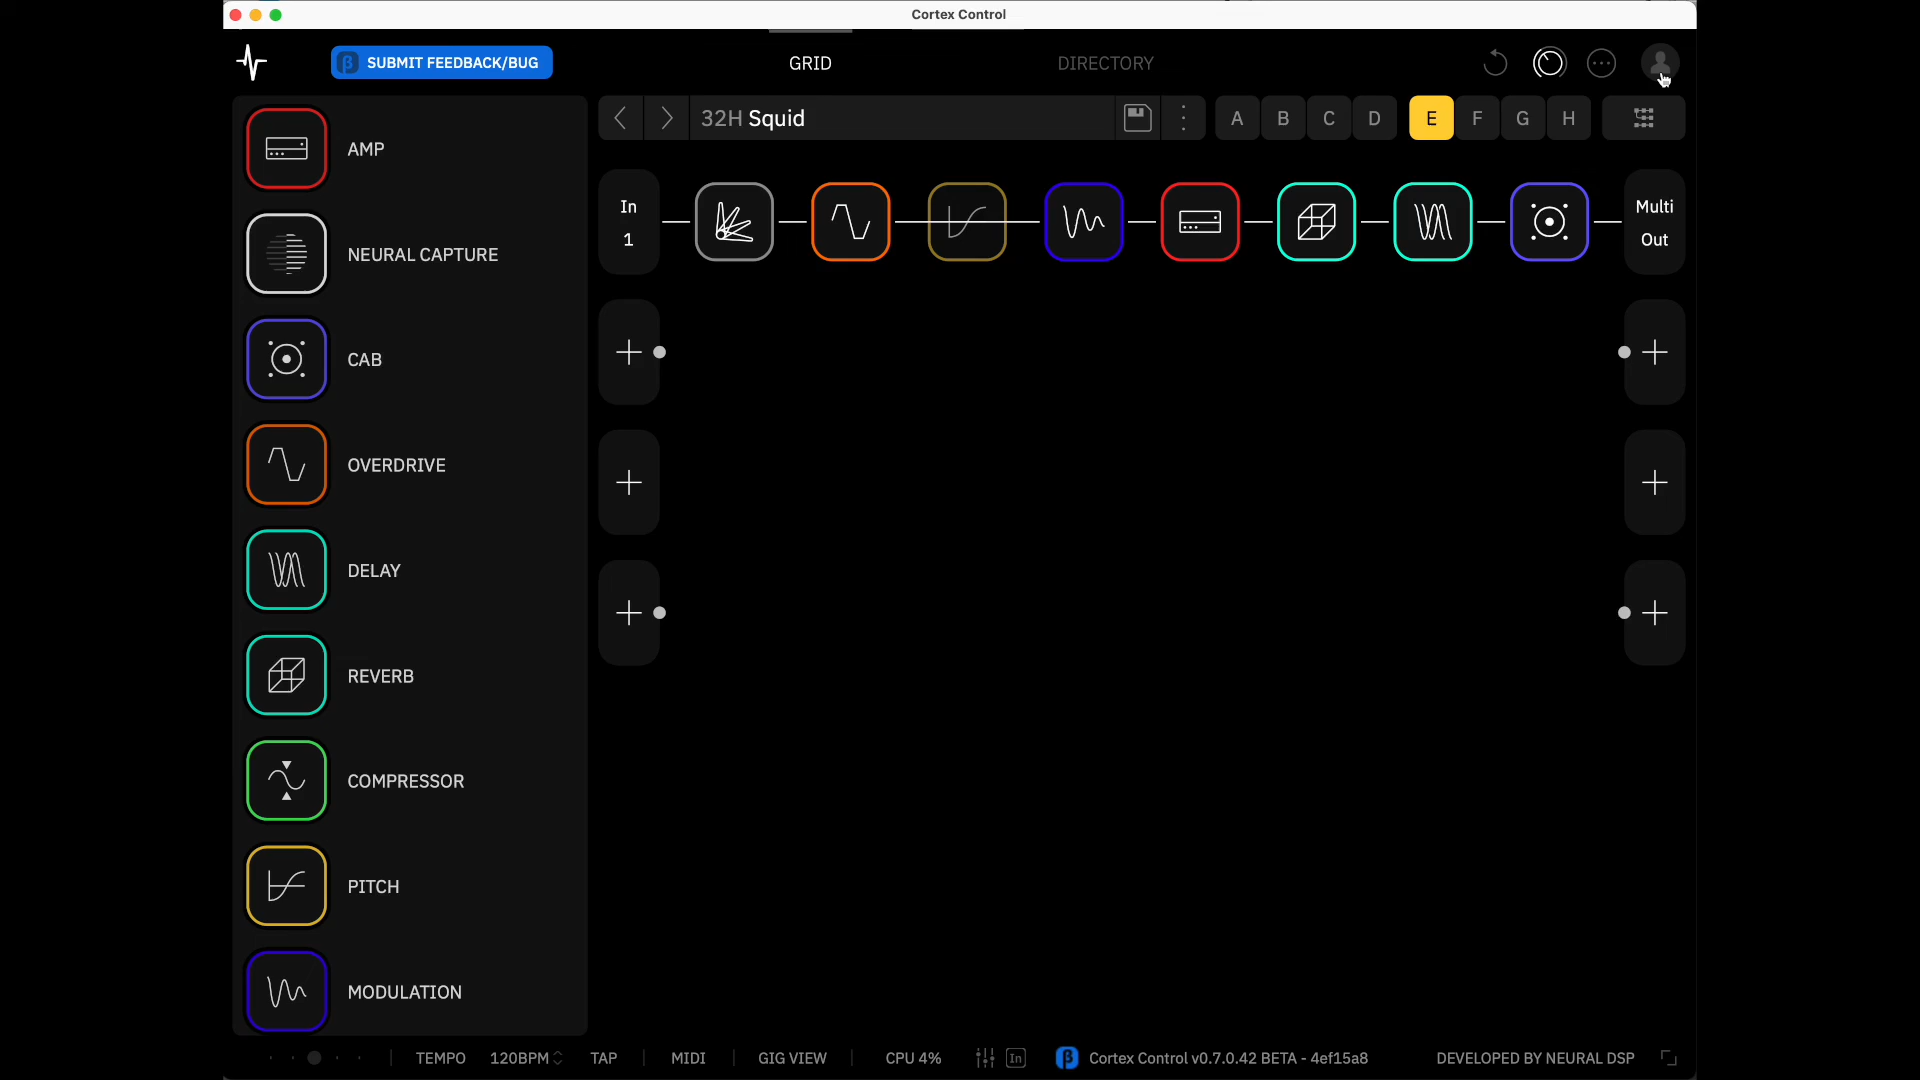 Cortex Control
β SUBMIT FEEDBACK/BUG
GRID
DIRECTORY
32H Squid
A B C D E F G H
AMP
NEURAL CAPTURE
CAB
OVERDRIVE
DELAY
REVERB
COMPRESSOR
PITCH
MODULATION
In
1
Multi
Out
TEMPO 120BPM TAP MIDI GIG VIEW CPU 4% In β Cortex Control v0.7.0.42 BETA - 4ef15a8 DEVELOPED BY NEURAL DSP